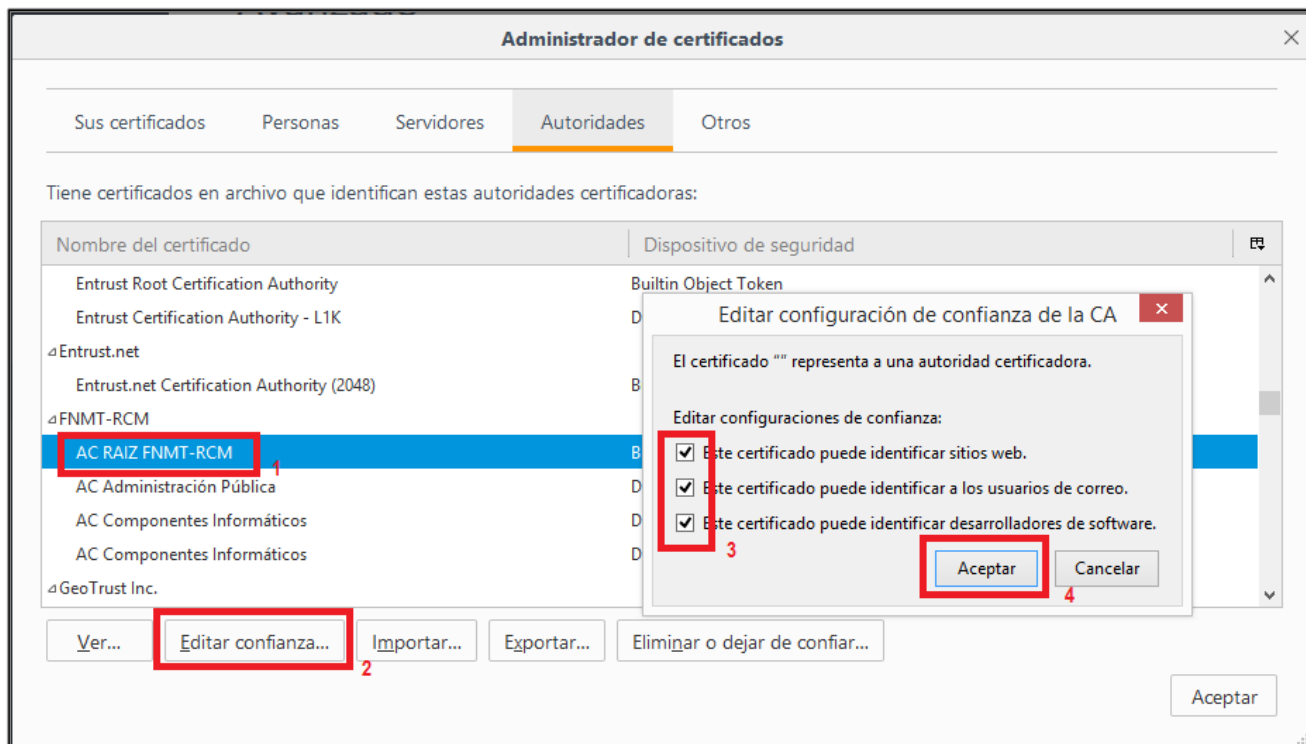 Administrador de certificados
Sus certificados Personas Servidores Autoridades Otros
Tiene certificados en archivo que identifican estas autoridades certificadoras:
Nombre del certificado Dispositivo de seguridad
Entrust Root Certification Authority Builtin Object Token
Entrust Certification Authority - L1K D
Entrust.net
Entrust.net Certification Authority (2048) B
FNMT-RCM
AC RAIZ FNMT-RCM B
1
AC Administración Pública D
AC Componentes Informáticos D
AC Componentes Informáticos D
GeoTrust Inc.
Editar configuración de confianza de la CA
El certificado "" representa a una autoridad certificadora.
Editar configuraciones de confianza:
Este certificado puede identificar sitios web.
Este certificado puede identificar a los usuarios de correo.
Este certificado puede identificar desarrolladores de software.
3
Aceptar Cancelar
4
Ver... Editar confianza... Importar... Exportar... Eliminar o dejar de confiar...
2
Aceptar